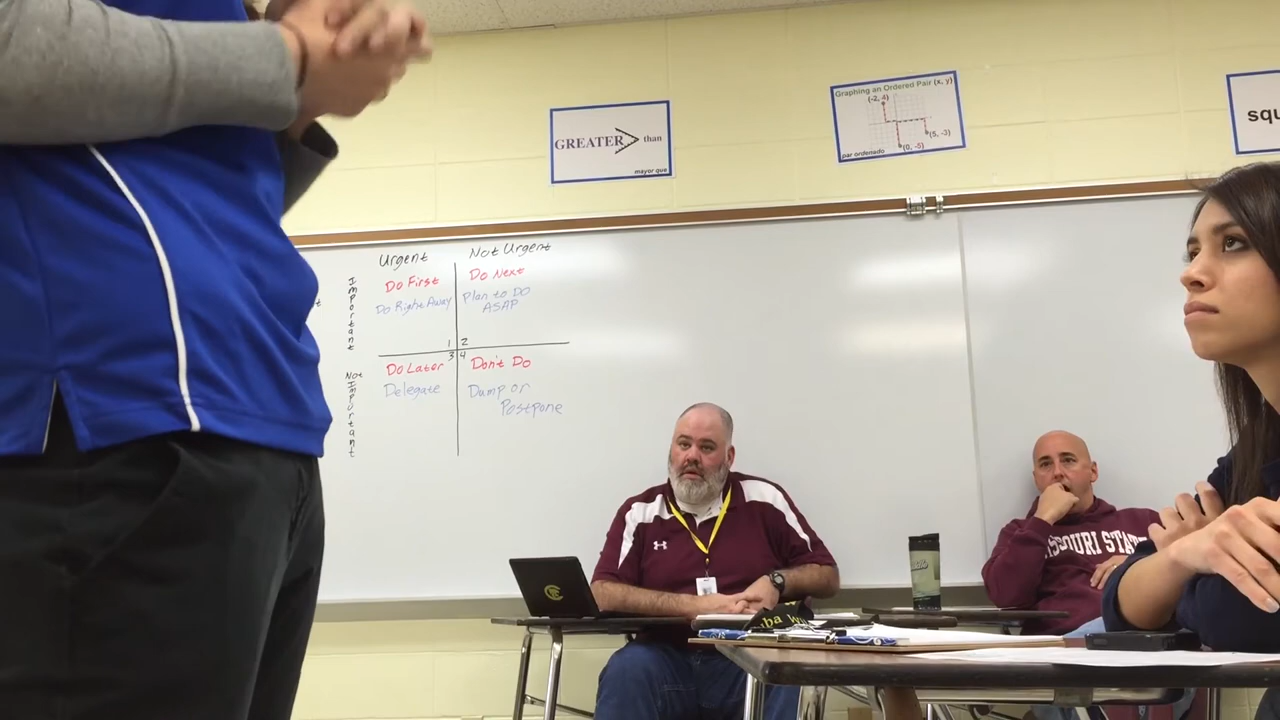 GREATER > than
mayor que
Graphing an Ordered Pair (x, y)
(-2, 4)
(5, -3)
(0, -5)
par ordenado
squ
Urgent
Not Urgent
Important
Do First
Do Next
Do Right Away
Plan to DO
ASAP
1
2
3
4
Not
Important
Do Later
Don't Do
Delegate
Dump or
Postpone
MISSOURI STATE